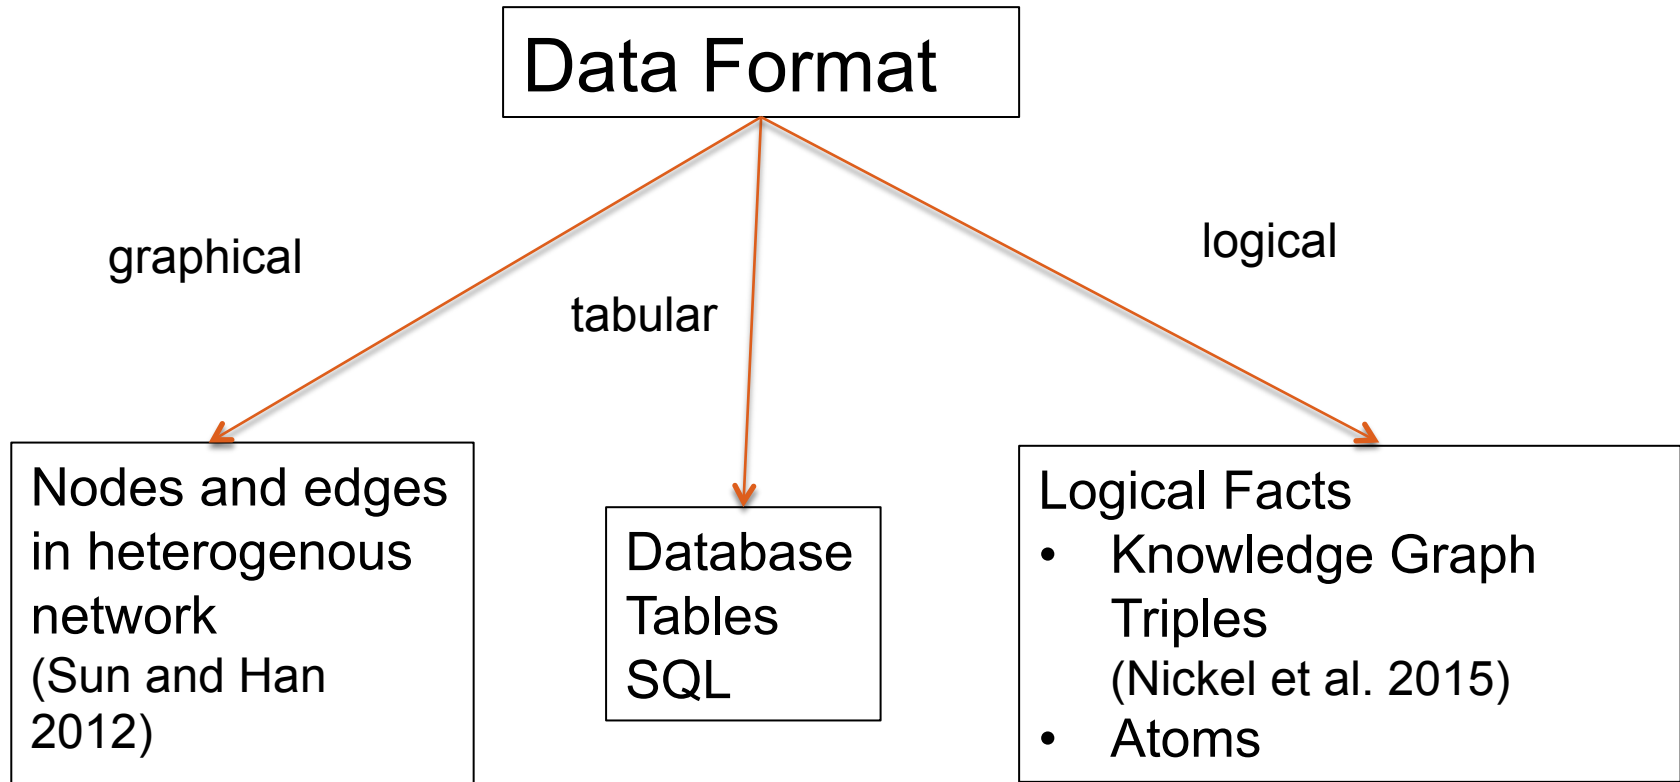 Data Format
graphical
tabular
logical
Nodes and edges
in heterogenous
network
(Sun and Han
2012)
Database
Tables
SQL
Logical Facts
• Knowledge Graph
Triples
(Nickel et al. 2015)
• Atoms